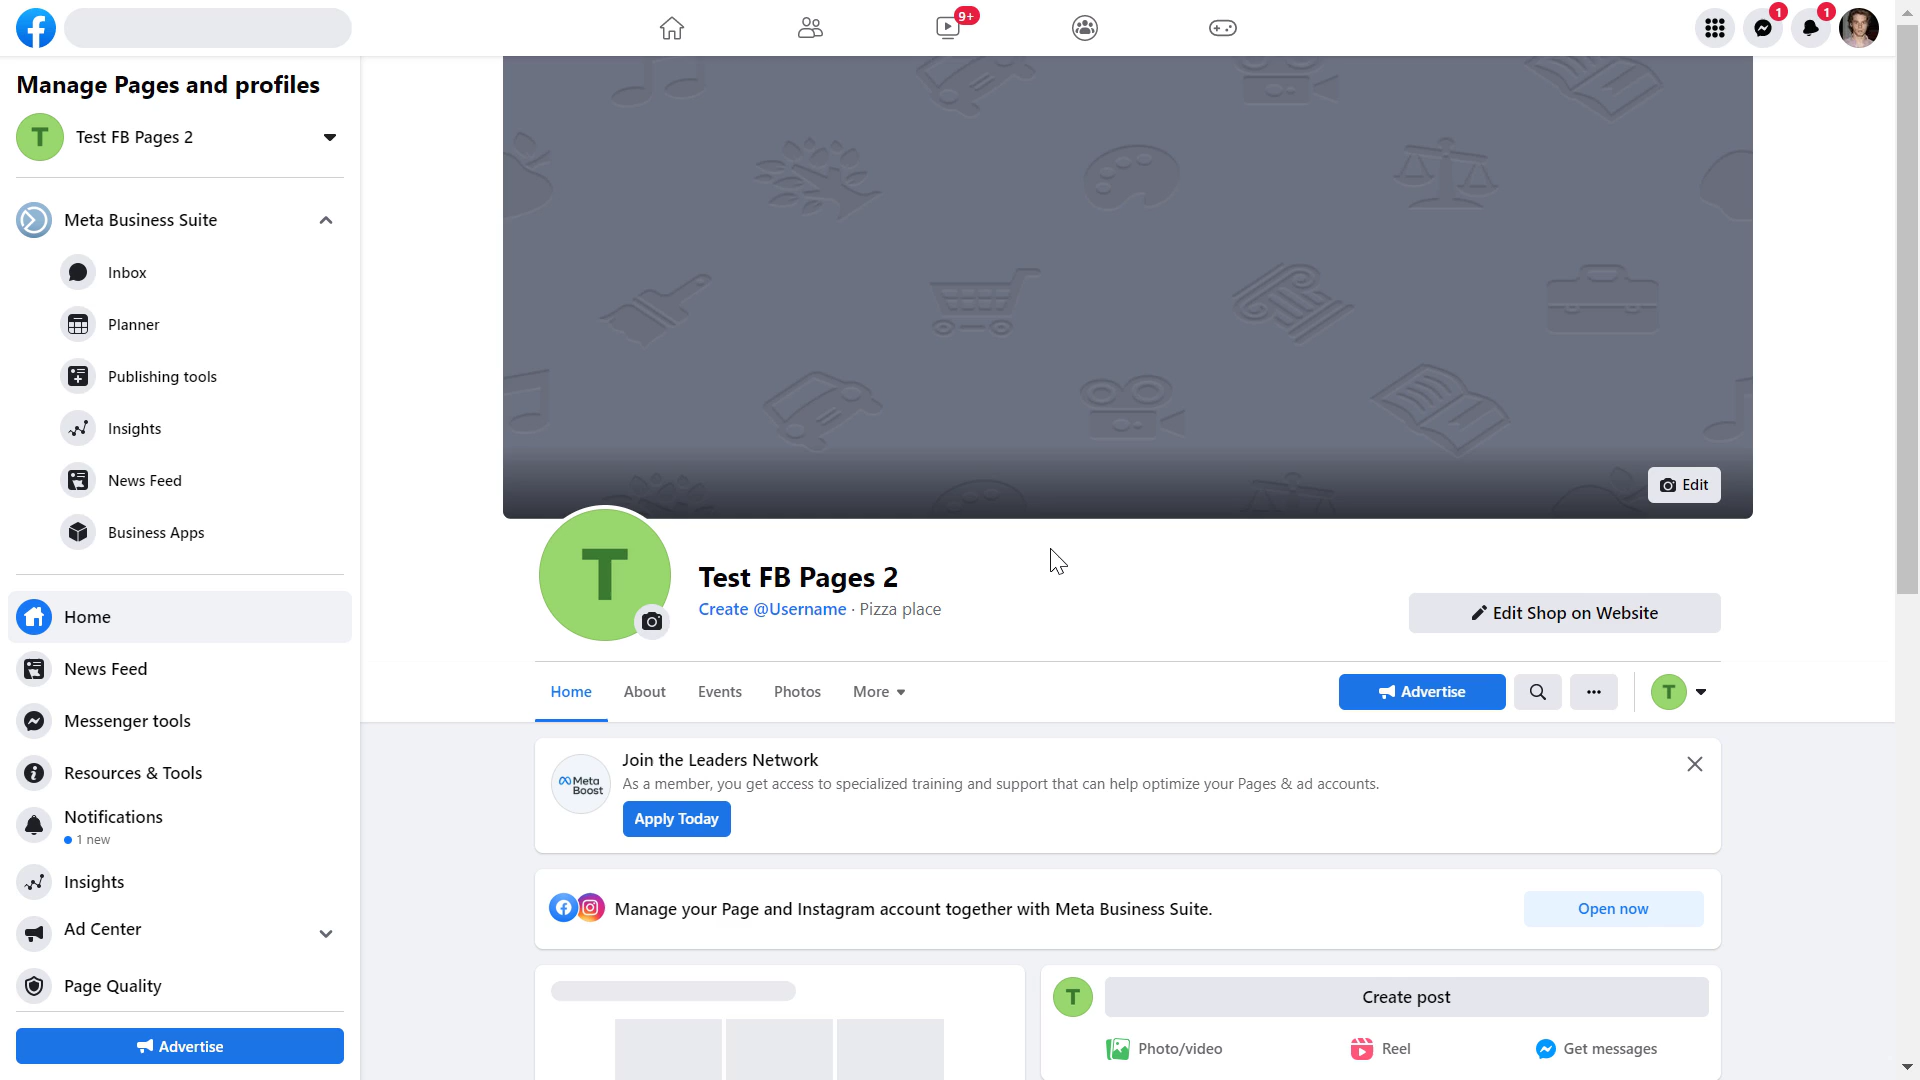 9+
1
1
Manage Pages and profiles
T
Test FB Pages 2
Meta Business Suite
Inbox
Planner
Publishing tools
Insights
News Feed
Business Apps
Home
News Feed
Messenger tools
Resources & Tools
Notifications
1 new
Insights
Ad Center
Page Quality
Advertise
Edit
T
Test FB Pages 2
Create @Username · Pizza place
Edit Shop on Website
Home
About
Events
Photos
More
Advertise
T
Meta
Boost
Join the Leaders Network
As a member, you get access to specialized training and support that can help optimize your Pages & ad accounts.
Apply Today
Manage your Page and Instagram account together with Meta Business Suite.
Open now
T
Create post
Photo/video
Reel
Get messages